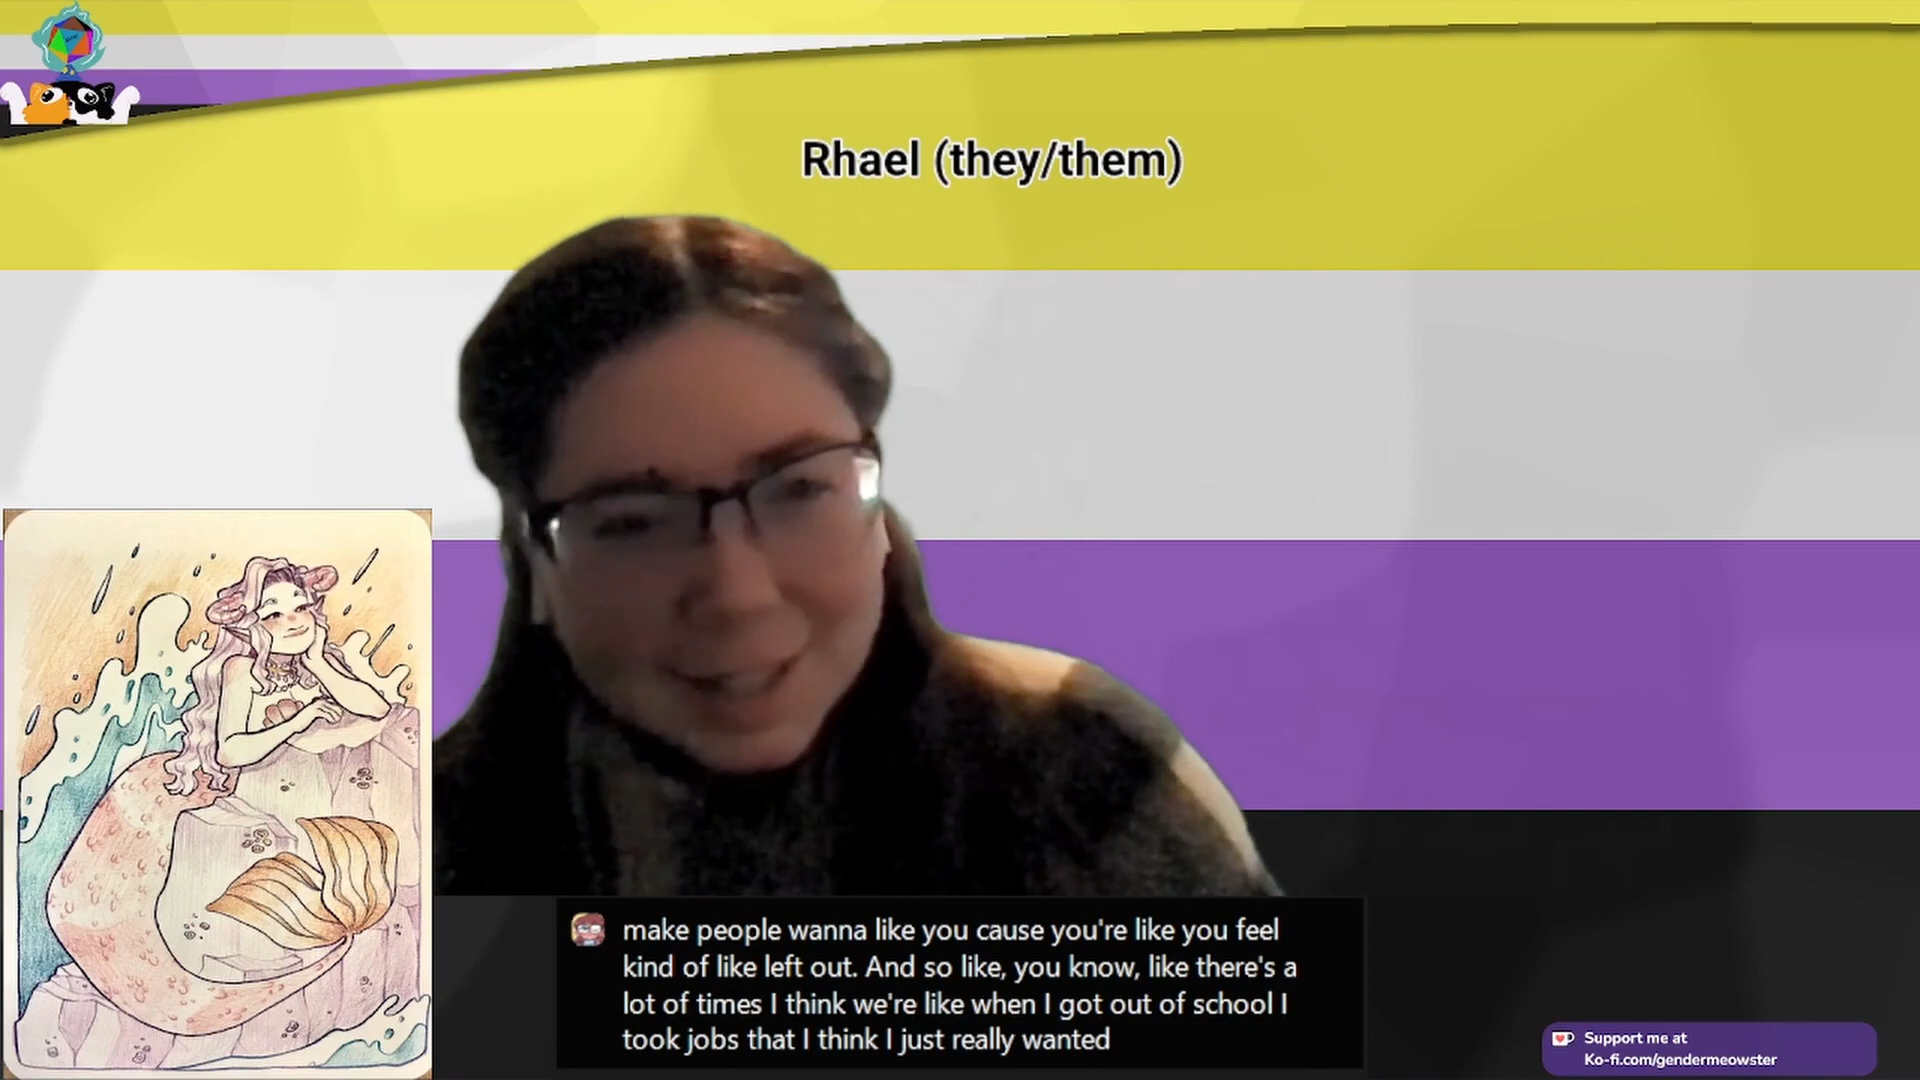 Rhael (they/them)
make people wanna like you cause you're like you feel
kind of like left out. And so like, you know, like there's a
lot of times I think we're like when I got out of school I
took jobs that I think I just really wanted
Support me at
Ko-fi.com/gendermeowster